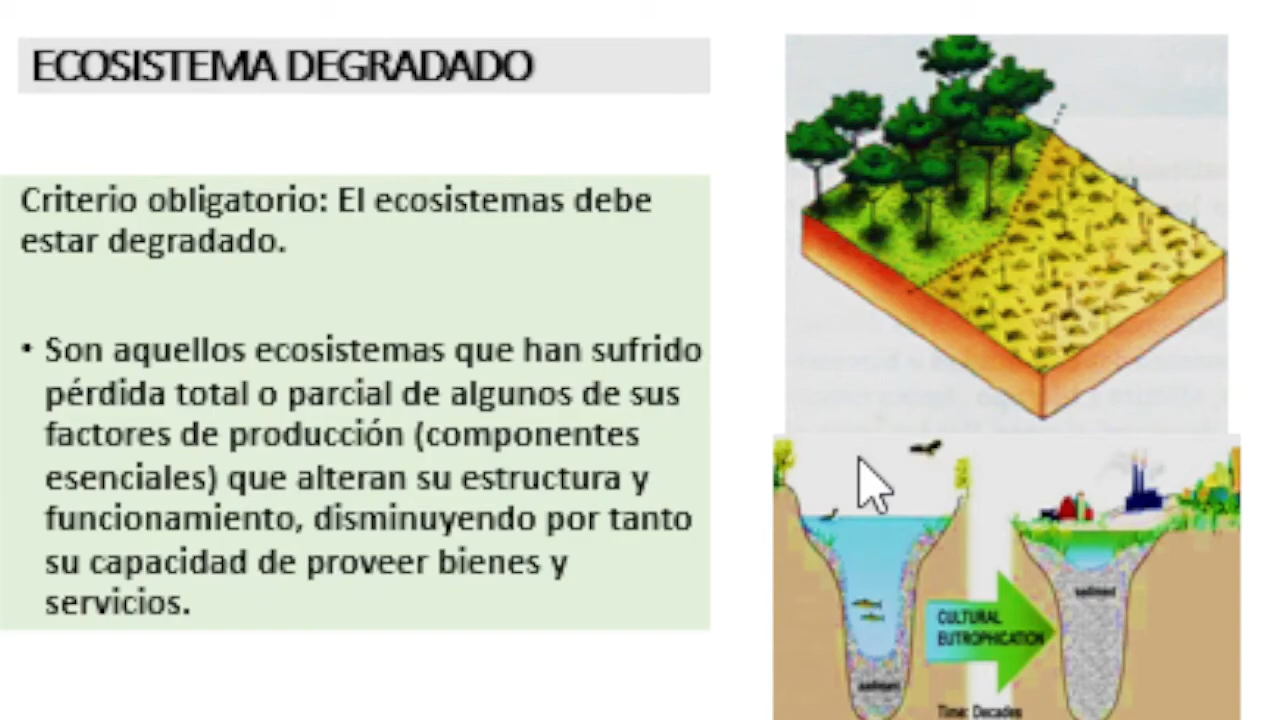 ECOSISTEMA DEGRADADO
Criterio obligatorio: El ecosistemas debe
estar degradado.
• Son aquellos ecosistemas que han sufrido
pérdida total o parcial de algunos de sus
factores de producción (componentes
esenciales) que alteran su estructura y
funcionamiento, disminuyendo por tanto
su capacidad de proveer bienes y
servicios.
sediment
CULTURAL
EUTROPHICATION
sediment
Time: Decades